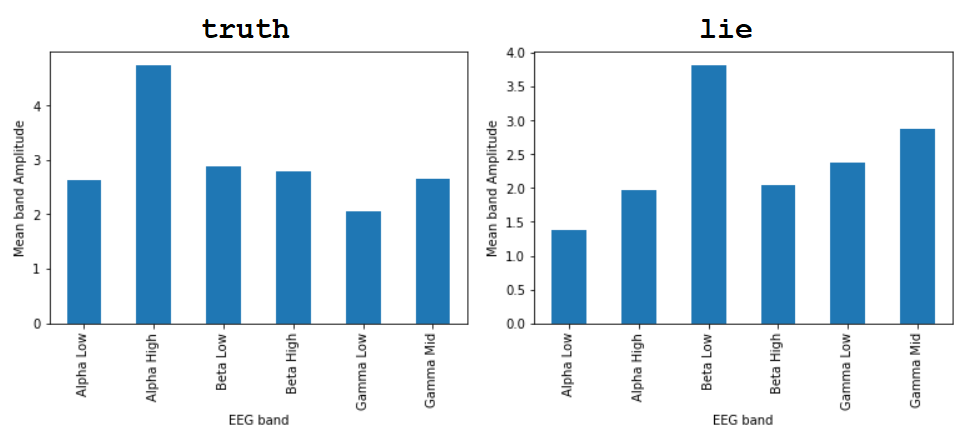 truth
Mean band Amplitude
4
3
2
1
0
Alpha Low
Alpha High
Beta Low
Beta High
Gamma Low
Gamma Mid
EEG band
lie
Mean band Amplitude
4.0
3.5
3.0
2.5
2.0
1.5
1.0
0.5
0.0
Alpha Low
Alpha High
Beta Low
Beta High
Gamma Low
Gamma Mid
EEG band